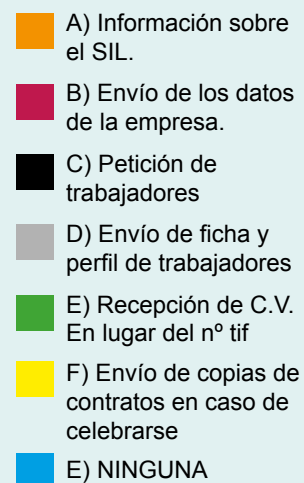 A) Información sobre
el SIL.
B) Envío de los datos
de la empresa.
C) Petición de
trabajadores
D) Envío de ficha y
perfil de trabajadores
E) Recepción de C.V.
En lugar del nº tif
F) Envío de copias de
contratos en caso de
celebrarse
E) NINGUNA